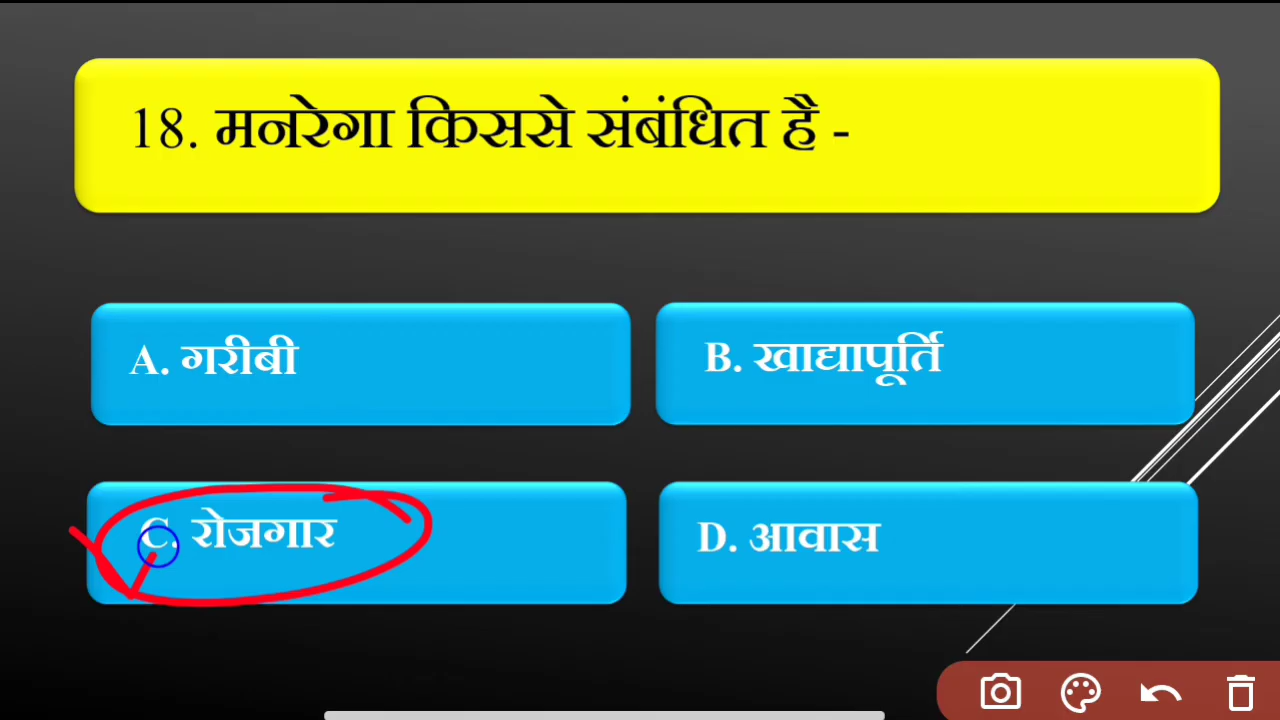 18. मनरेगा किससे संबंधित है -
A. गरीबी
B. खाद्यापूर्ति
C. रोजगार
D. आवास